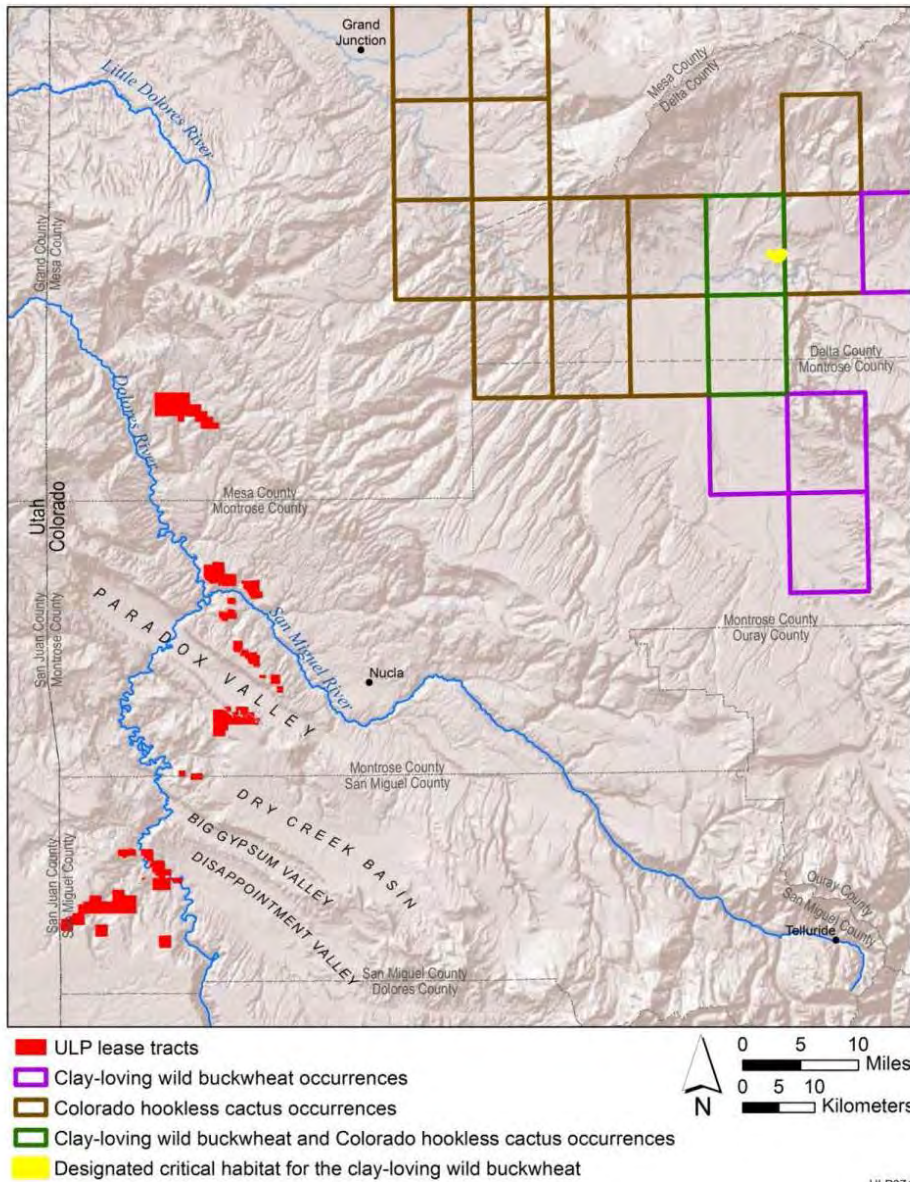 Grand
Junction
Mesa County
Delta County
Little Dolores River
Grand County
Mesa County
Delta County
Montrose County
Dolores River
Mesa County
Montrose County
Utah
Colorado
San Juan County
Montrose County
PARADOX VALLEY
San Miguel River
Nucla
Montrose County
Ouray County
Montrose County
San Miguel County
DRY CREEK BASIN
BIG GYPSUM VALLEY
DISAPPOINTMENT VALLEY
San Juan County
San Miguel County
Ouray County
San Miguel County
Telluride
San Miguel County
Dolores County
ULP lease tracts
Clay-loving wild buckwheat occurrences
Colorado hookless cactus occurrences
Clay-loving wild buckwheat and Colorado hookless cactus occurrences
Designated critical habitat for the clay-loving wild buckwheat
N
0 5 10
Miles
0 5 10
Kilometers